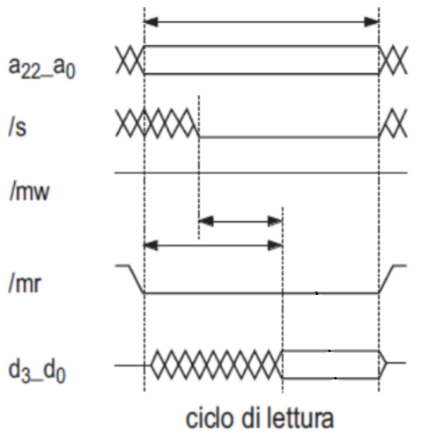 a22_a0
/s
/mw
/mr
d3_d0
ciclo di lettura